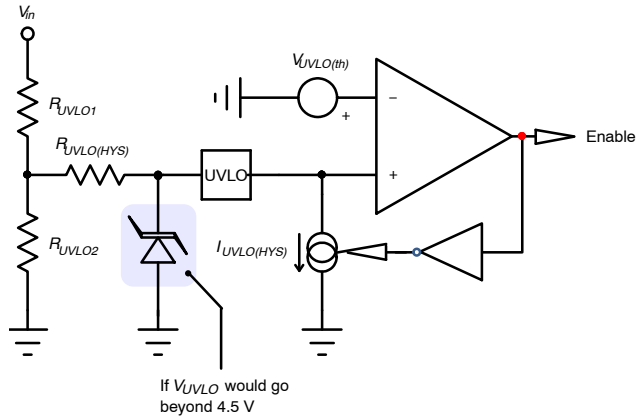 Vin
VUVLO(th)
RUVLO1
−
+
Enable
RUVLO(HYS)
UVLO
+
RUVLO2
IUVLO(HYS)
If VUVLO would go
beyond 4.5 V